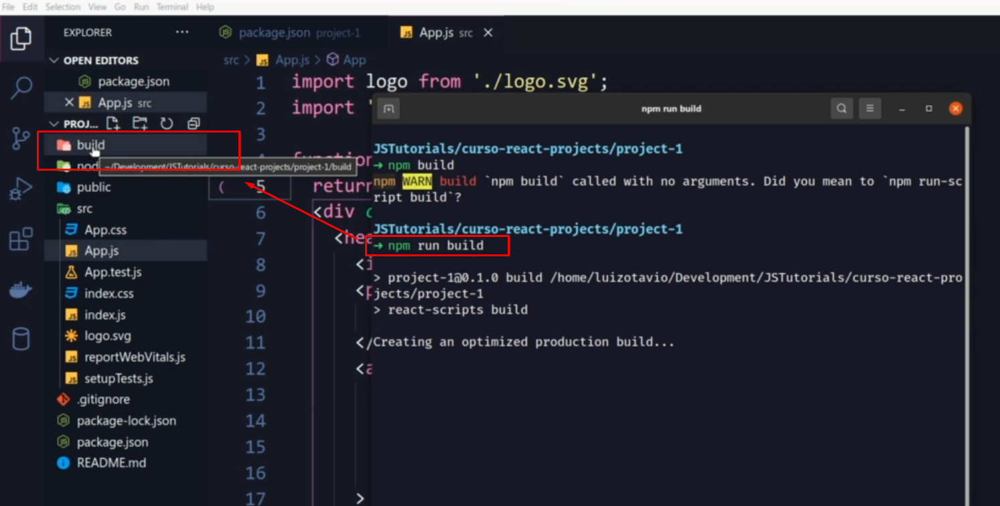 File Edit Selection View Go Run Terminal Help
EXPLORER ...
package.json project-1
App.js src
OPEN EDITORS
package.json
App.js src
PROJ...
build
~/Development/JSTutorials/curso-react-projects/project-1/build
public
src
App.css
App.js
App.test.js
index.css
index.js
logo.svg
reportWebVitals.js
setupTests.js
.gitignore
package-lock.json
package.json
README.md
src > App.js > App
1 import logo from './logo.svg';
2 import '
3
5 return
(
6 <div
7
8
9
10
11 </
12 <a
13
14
15
16
17 >
npm run build
JSTutorials/curso-react-projects/project-1
→ npm build
npm WARN build `npm build` called with no arguments. Did you mean to `npm run-sc
ript build`?
JSTutorials/curso-react-projects/project-1
→ npm run build
> project-1@0.1.0 build /home/luizotavio/Development/JSTutorials/curso-react-pro
jects/project-1
> react-scripts build
Creating an optimized production build...